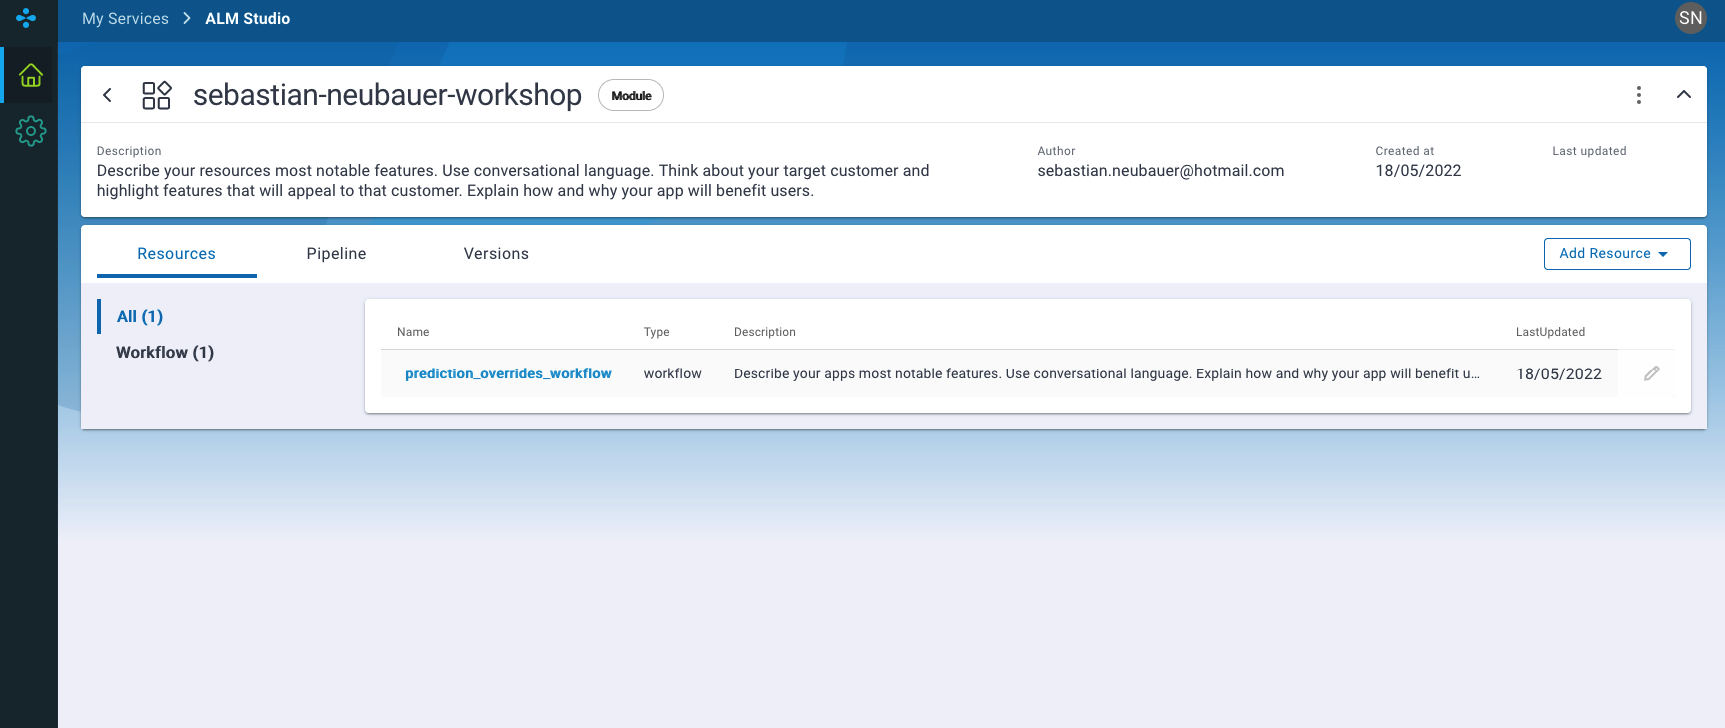 My Services > ALM Studio
SN
sebastian-neubauer-workshop
Module
Description
Describe your resources most notable features. Use conversational language. Think about your target customer and
highlight features that will appeal to that customer. Explain how and why your app will benefit users.
Author
sebastian.neubauer@hotmail.com
Created at
18/05/2022
Last updated
Resources
Pipeline
Versions
Add Resource
All (1)
Workflow (1)
Name Type Description LastUpdated
prediction_overrides_workflow workflow Describe your apps most notable features. Use conversational language. Explain how and why your app will benefit u... 18/05/2022